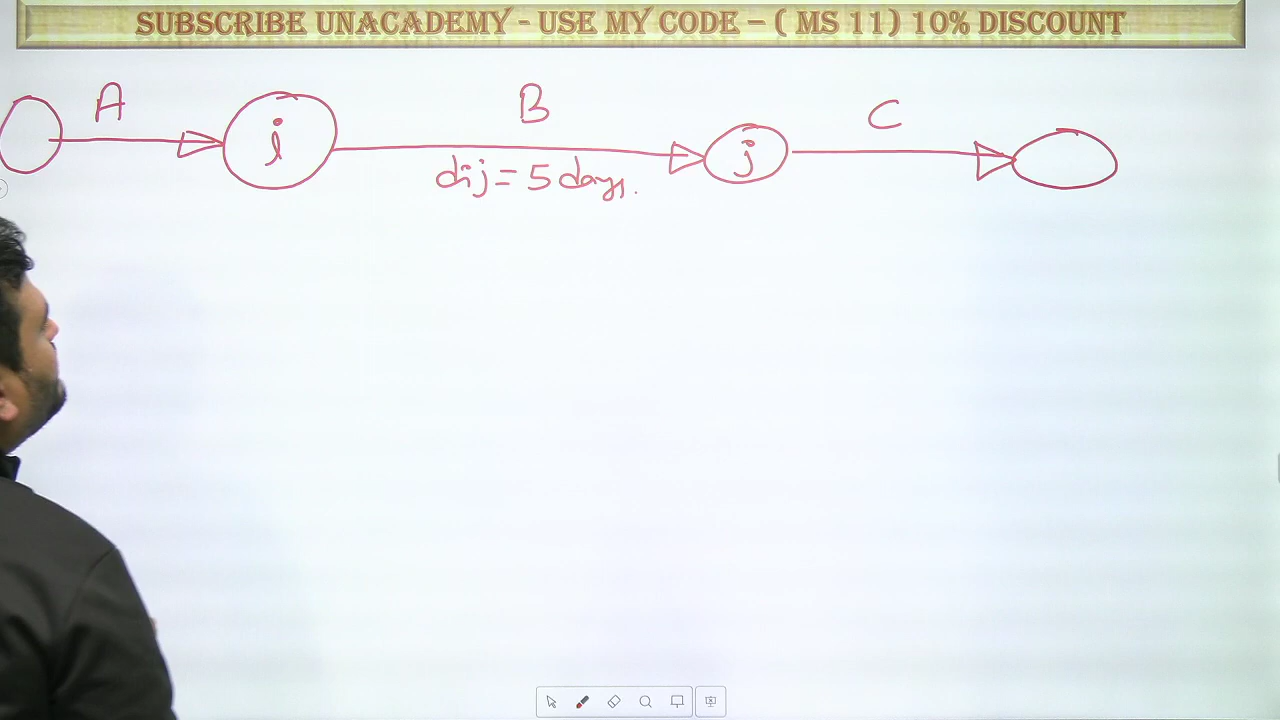 SUBSCRIBE UNACADEMY - USE MY CODE – ( MS 11) 10% DISCOUNT
A B C
i j
dij = 5 days.